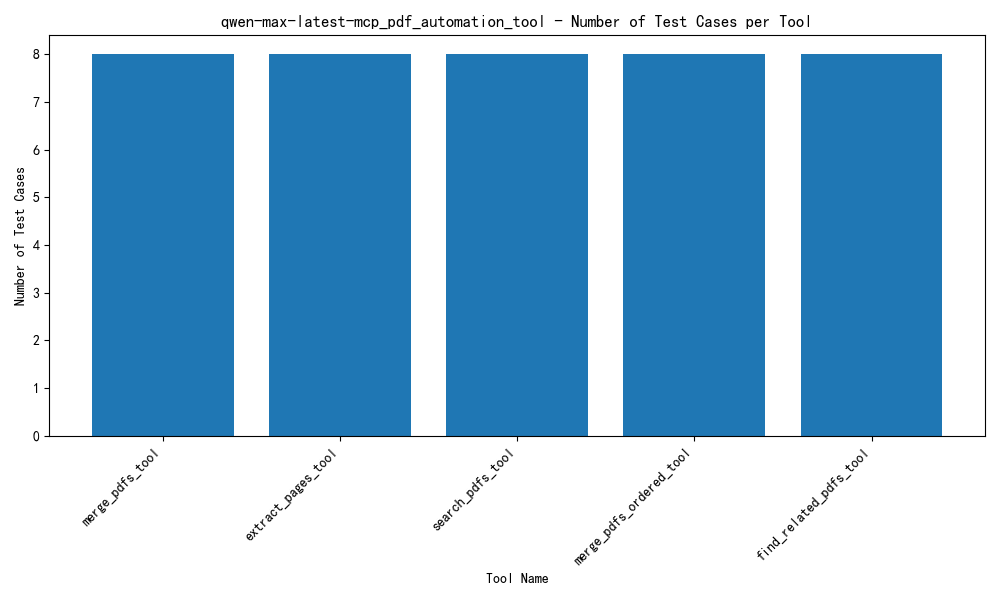 qwen-max-latest-mcp_pdf_automation_tool - Number of Test Cases per Tool
8
7
6
5
4
3
2
1
0
Number of Test Cases
merge_pdfs_tool
extract_pages_tool
search_pdfs_tool
merge_pdfs_ordered_tool
find_related_pdfs_tool
Tool Name